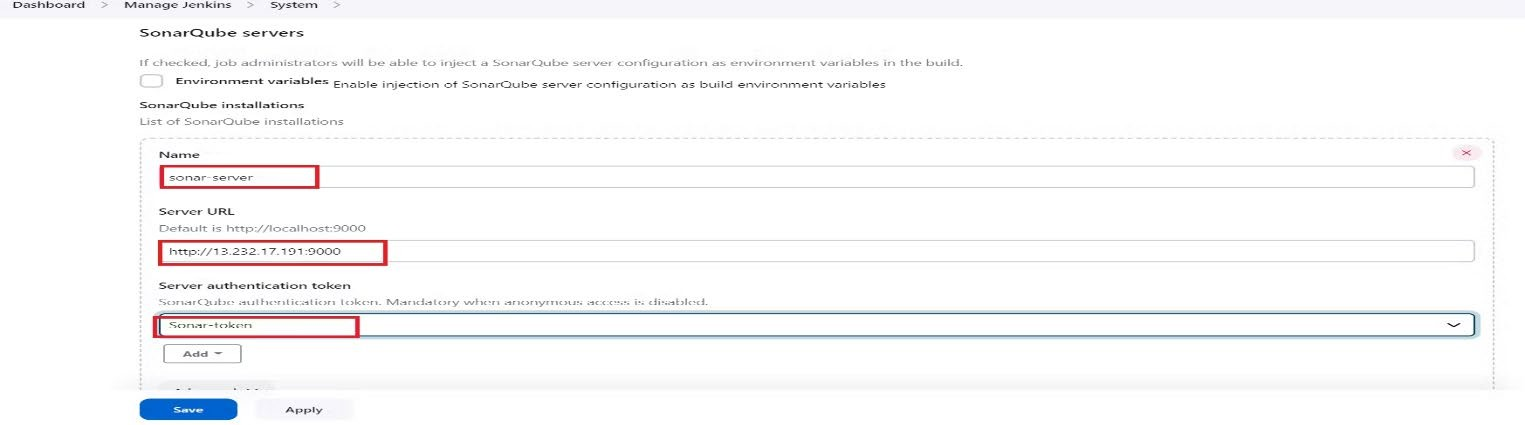 Dashboard > Manage Jenkins > System >
SonarQube servers
If checked, job administrators will be able to inject a SonarQube server configuration as environment variables in the build.
Environment variables Enable injection of SonarQube server configuration as build environment variables
SonarQube installations
List of SonarQube installations
Name
sonar-server
Server URL
Default is http://localhost:9000
http://13.232.17.191:9000
Server authentication token
SonarQube authentication token. Mandatory when anonymous access is disabled.
Sonar-token
Add
Save Apply